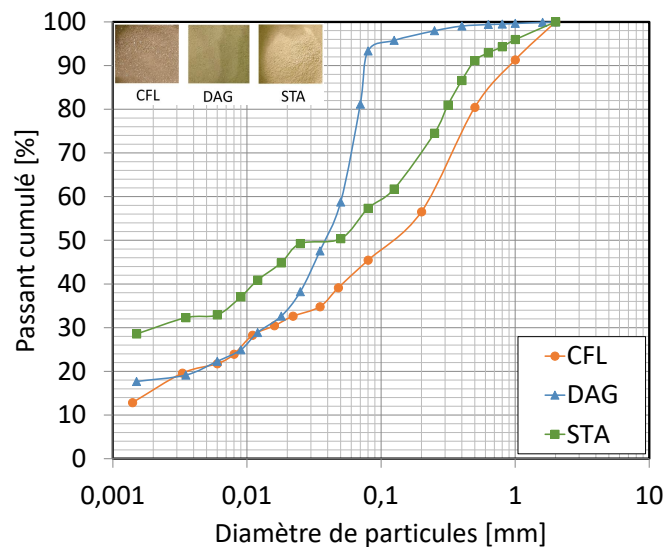 Passant cumulé [%]
100
90
80
70
60
50
40
30
20
10
0
CFL DAG STA
CFL
DAG
STA
0,001 0,01 0,1 1 10
Diamètre de particules [mm]